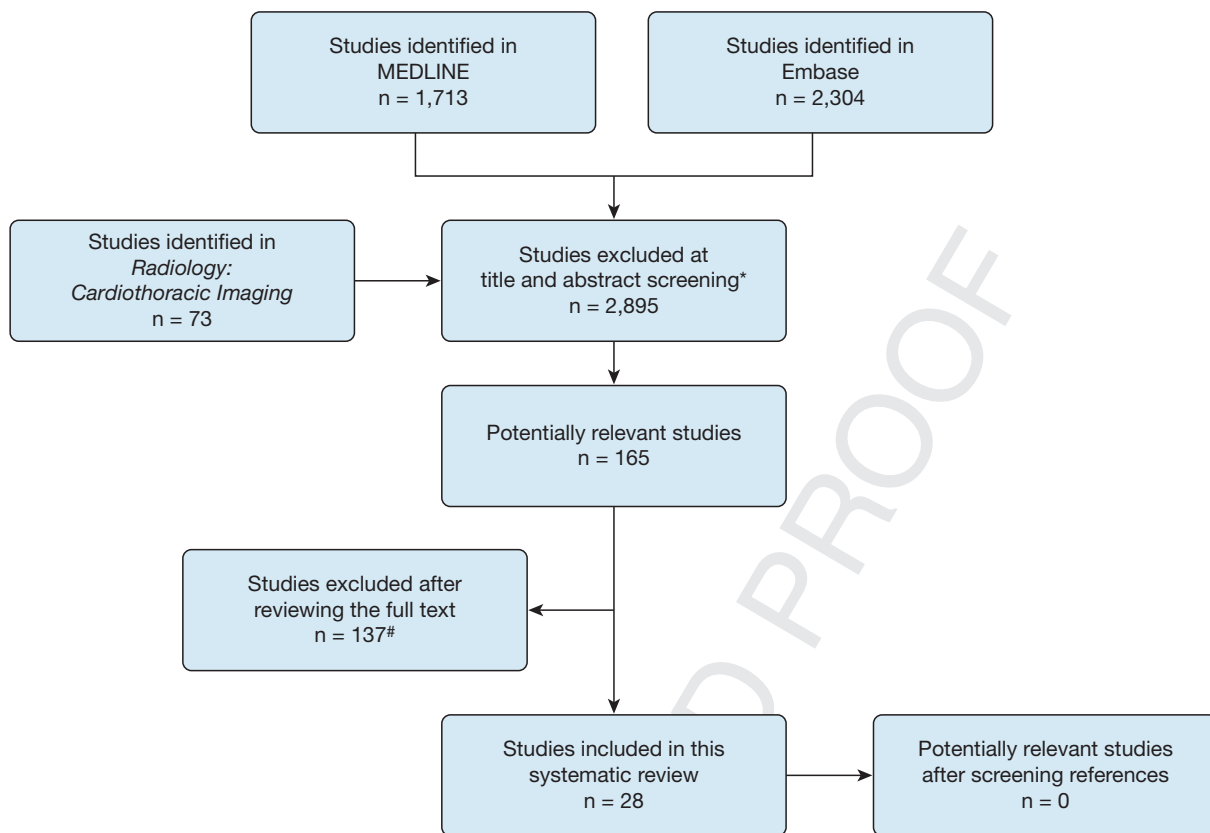 Studies identified in
MEDLINE
n = 1,713
Studies identified in
Embase
n = 2,304
Studies identified in
Radiology:
Cardiothoracic Imaging
n = 73
Studies excluded at
title and abstract screening*
n = 2,895
Potentially relevant studies
n = 165
Studies excluded after
reviewing the full text
n = 137#
Studies included in this
systematic review
n = 28
Potentially relevant studies
after screening references
n = 0
D PROOF